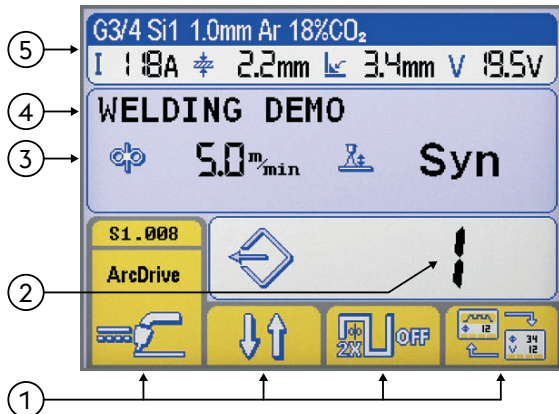 G3/4 Si1 1.0mm Ar 18%CO₂
5
I 118A 2.2mm 3.4mm V 19.5V
4
WELDING DEMO
3
5.0 m/min Syn
S1.008
ArcDrive
2
1
2X OFF
12
34
V 12
1